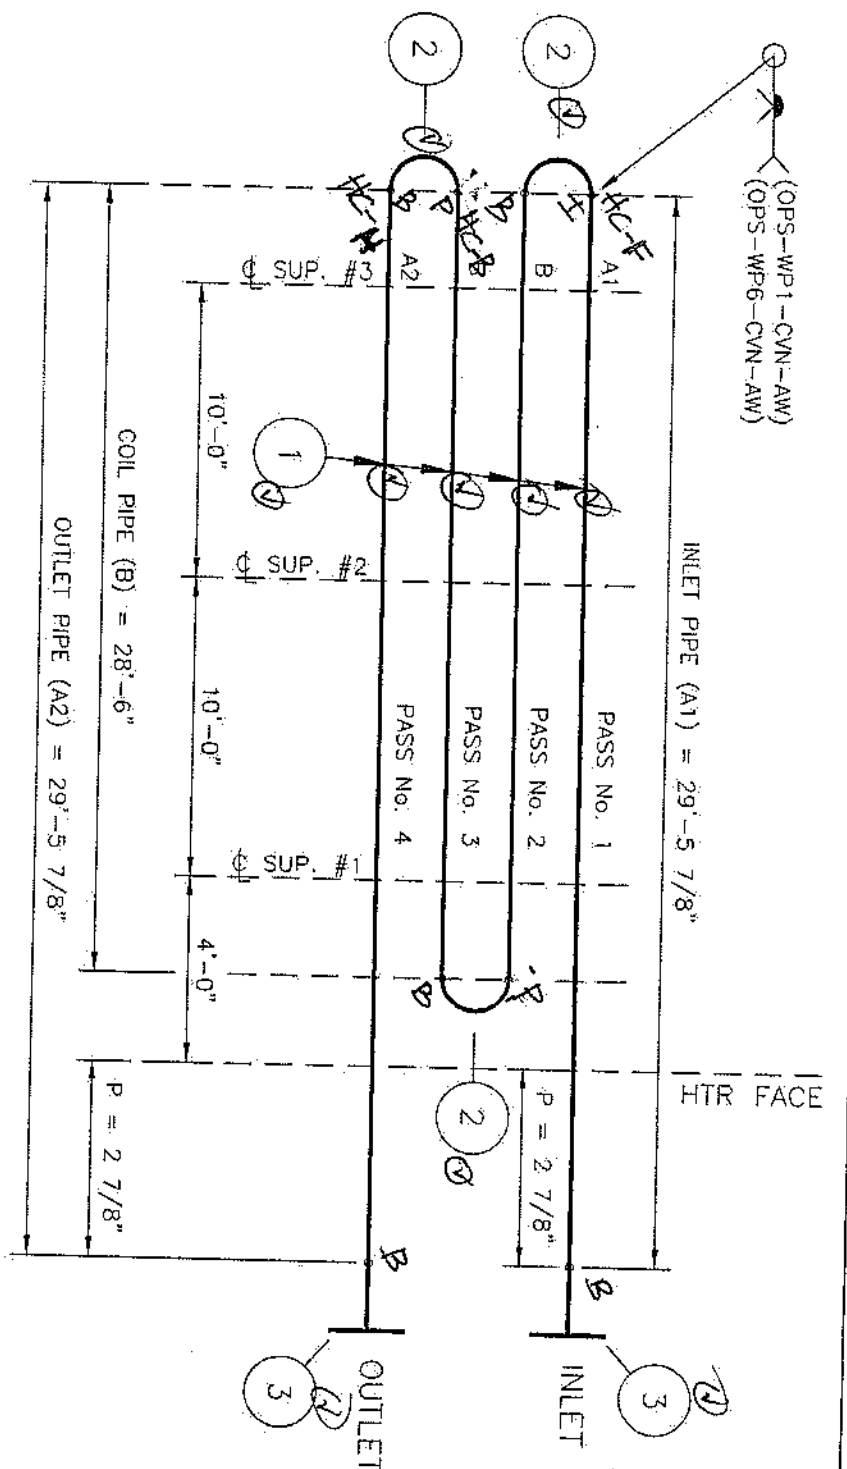 (OPS-WP1-CVN-AW)
(OPS-WP6-CVN-AW)
INLET PIPE (A1) = 29'-5 7/8"
HTR FACE
2
2
HC-F
H
B
HC-B
P
B
A1
B
A2
PASS No. 1
PASS No. 2
PASS No. 3
PASS No. 4
1
℄ SUP. #3
℄ SUP. #2
℄ SUP. #1
P
B
2
P = 2 7/8"
B
INLET
3
10'-0"
10'-0"
4'-0"
P = 2 7/8"
B
OUTLET
3
COIL PIPE (B) = 28'-6"
OUTLET PIPE (A2) = 29'-5 7/8"